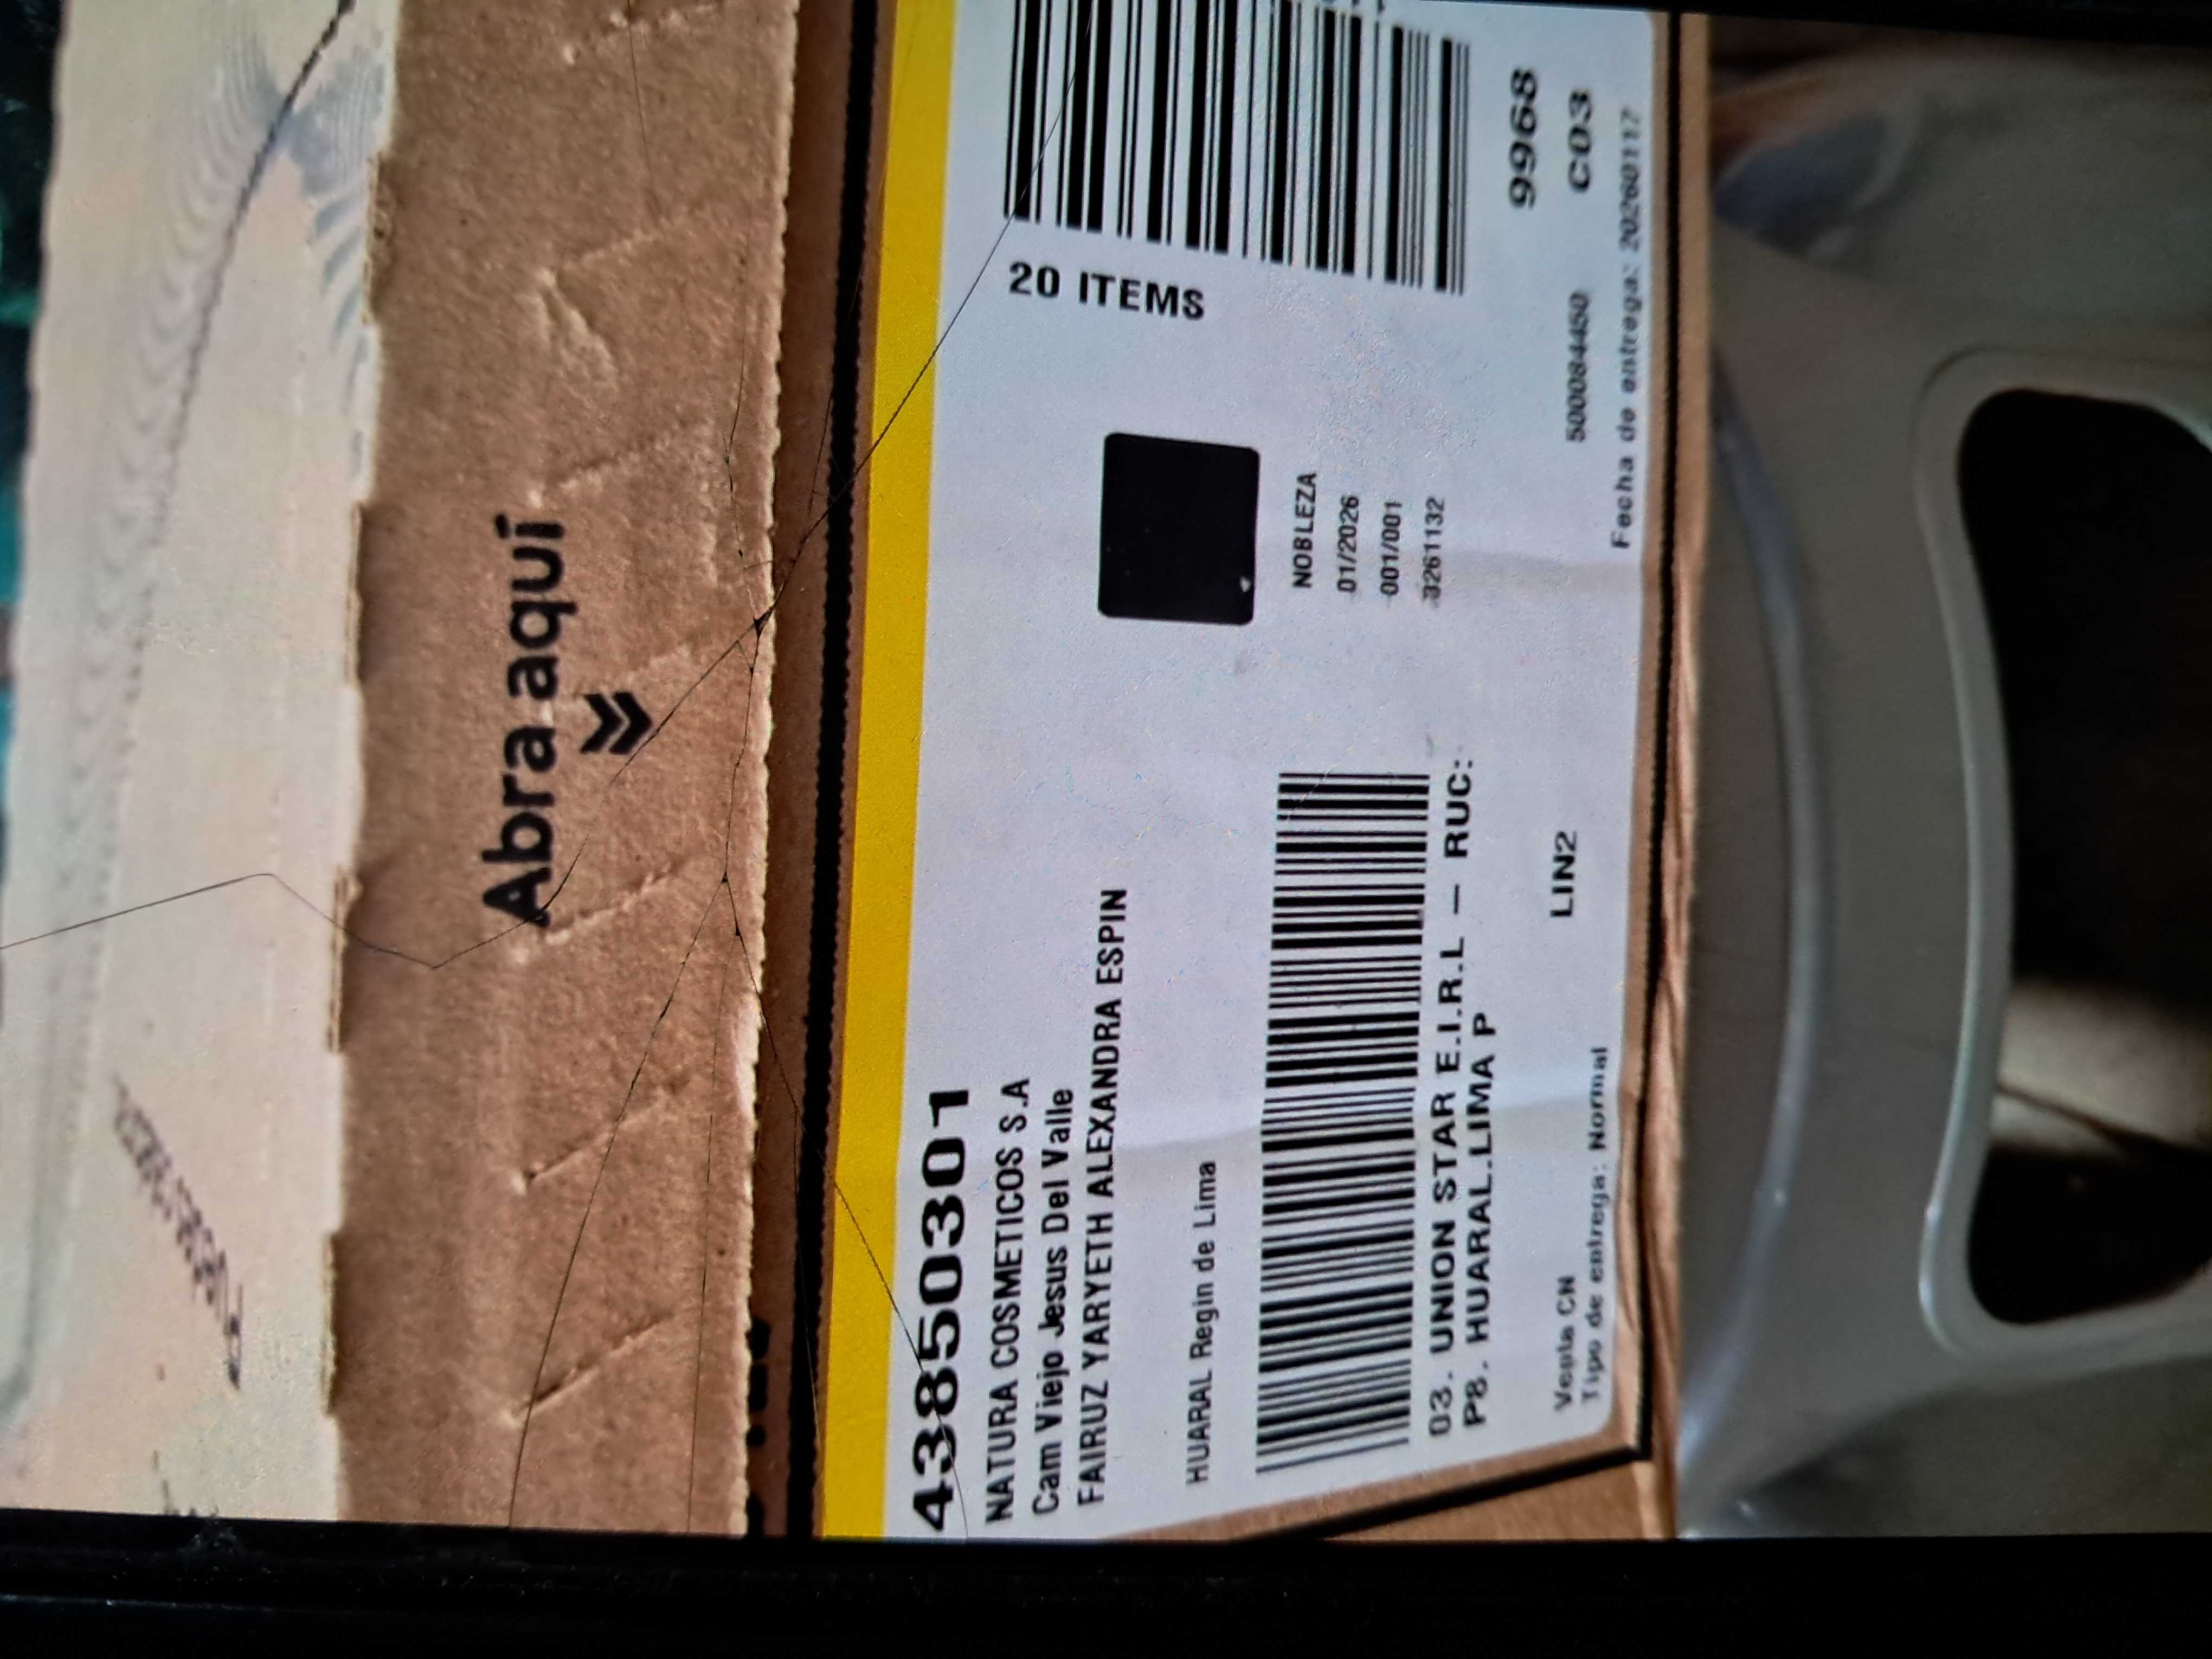 Abra aquí
43850301
NATURA COSMETICOS S.A
Cam Viejo Jesus Del Valle
FAIRUZ YARYETH ALEXANDRA ESPIN
HUARAL Regin de Lima
03. UNION STAR E.I.R.L – RUC:
P8. HUARAL.LIMA P
Venta CN
Tipo de entrega: Normal
LIN2
20 ITEMS
NOBLEZA
01/2026
001/001
3261132
9968
500084450
C03
Fecha de entrega: 20260117